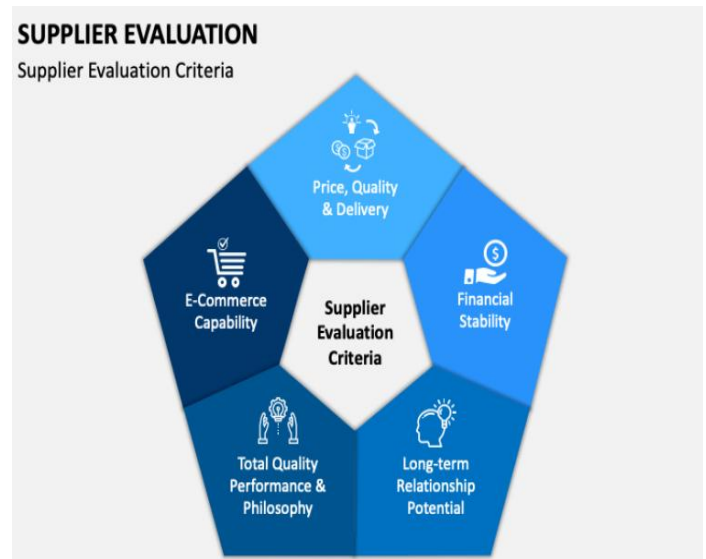 SUPPLIER EVALUATION
Supplier Evaluation Criteria
Price, Quality
& Delivery
E-Commerce
Capability
Supplier
Evaluation
Criteria
Financial
Stability
Total Quality
Performance &
Philosophy
Long-term
Relationship
Potential